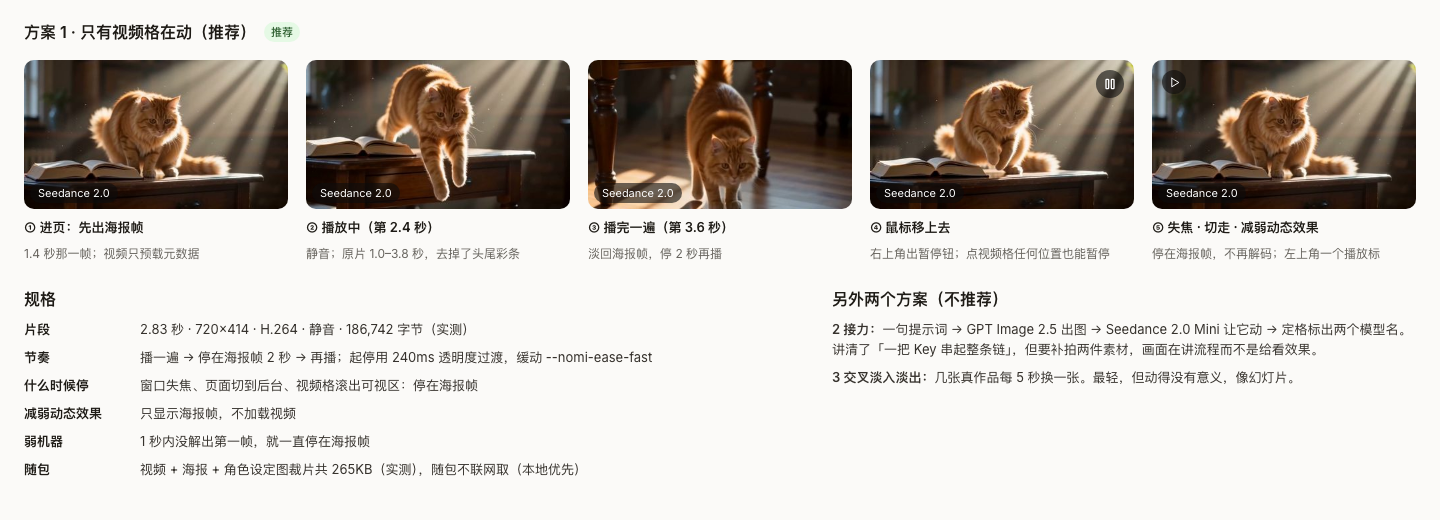 方案 1 · 只有视频格在动（推荐） 推荐
Seedance 2.0
Seedance 2.0
Seedance 2.0
Seedance 2.0
Seedance 2.0
① 进页：先出海报帧
1.4 秒那一帧；视频只预载元数据
② 播放中（第 2.4 秒）
静音；原片 1.0–3.8 秒，去掉了头尾彩条
③ 播完一遍（第 3.6 秒）
淡回海报帧，停 2 秒再播
④ 鼠标移上去
右上角出暂停钮；点视频格任何位置也能暂停
⑤ 失焦 · 切走 · 减弱动态效果
停在海报帧，不再解码；左上角一个播放标
规格
片段 2.83 秒 · 720×414 · H.264 · 静音 · 186,742 字节（实测）
节奏 播一遍 → 停在海报帧 2 秒 → 再播；起停用 240ms 透明度过渡，缓动 --nomi-ease-fast
什么时候停 窗口失焦、页面切到后台、视频格滚出可视区：停在海报帧
减弱动态效果 只显示海报帧，不加载视频
弱机器 1 秒内没解出第一帧，就一直停在海报帧
随包 视频 + 海报 + 角色设定图裁片共 265KB（实测），随包不联网取（本地优先）
另外两个方案（不推荐）
2 接力：一句提示词 → GPT Image 2.5 出图 → Seedance 2.0 Mini 让它动 → 定格标出两个模型名。
讲清了「一把 Key 串起整条链」，但要补拍两件素材，画面在讲流程而不是给看效果。
3 交叉淡入淡出：几张真作品每 5 秒换一张。最轻，但动得没有意义，像幻灯片。